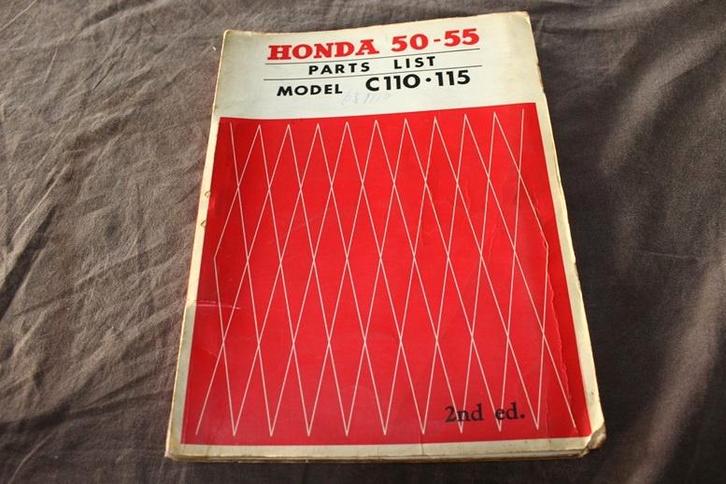 HONDA 50-55
PARTS LIST
MODEL C110·115
2nd ed.